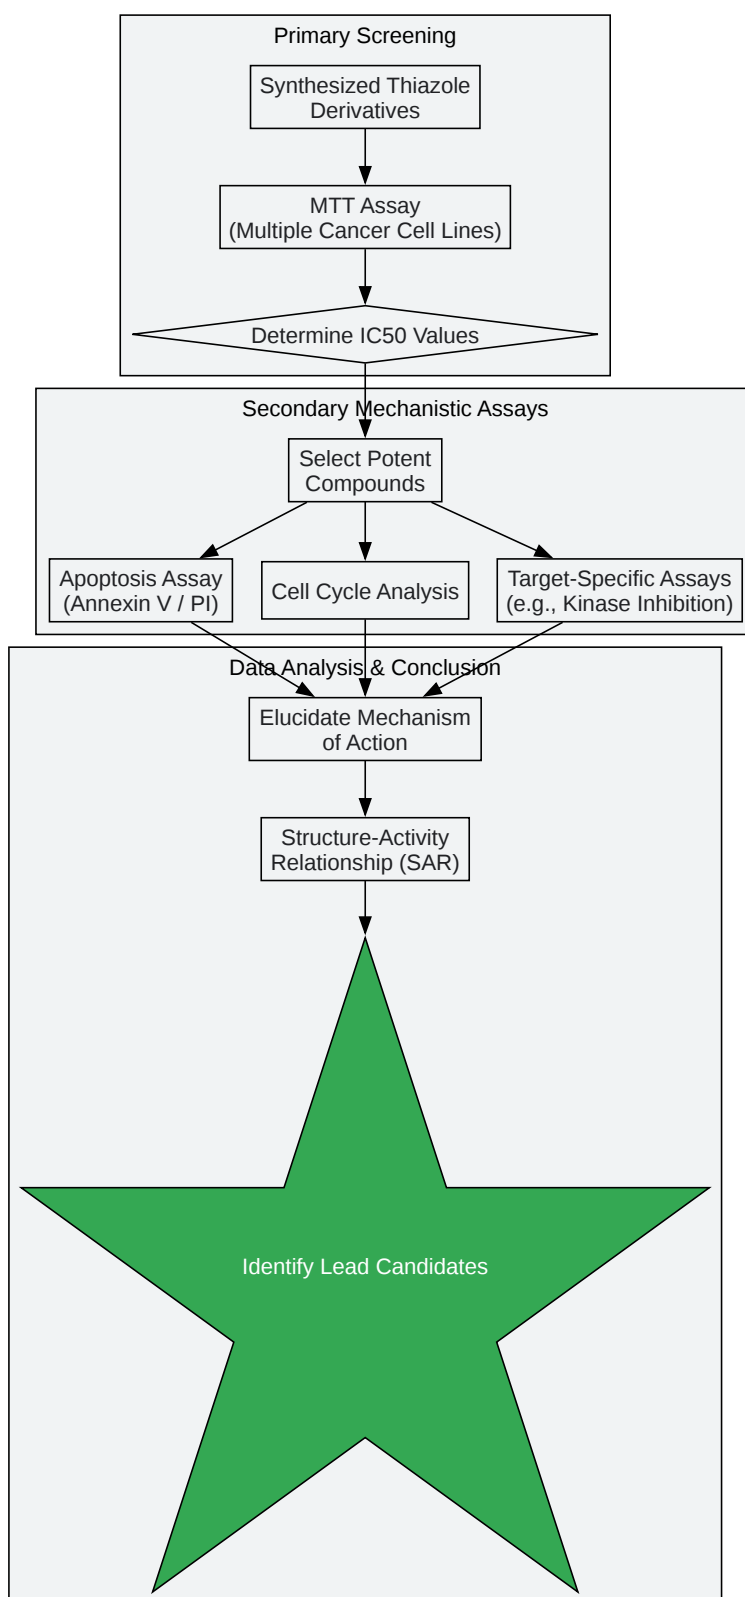 Primary Screening
Synthesized Thiazole
Derivatives
MTT Assay
(Multiple Cancer Cell Lines)
Determine IC50 Values
Secondary Mechanistic Assays
Select Potent
Compounds
Apoptosis Assay
(Annexin V / PI)
Cell Cycle Analysis
Target-Specific Assays
(e.g., Kinase Inhibition)
Data Analysis & Conclusion
Elucidate Mechanism
of Action
Structure-Activity
Relationship (SAR)
Identify Lead Candidates